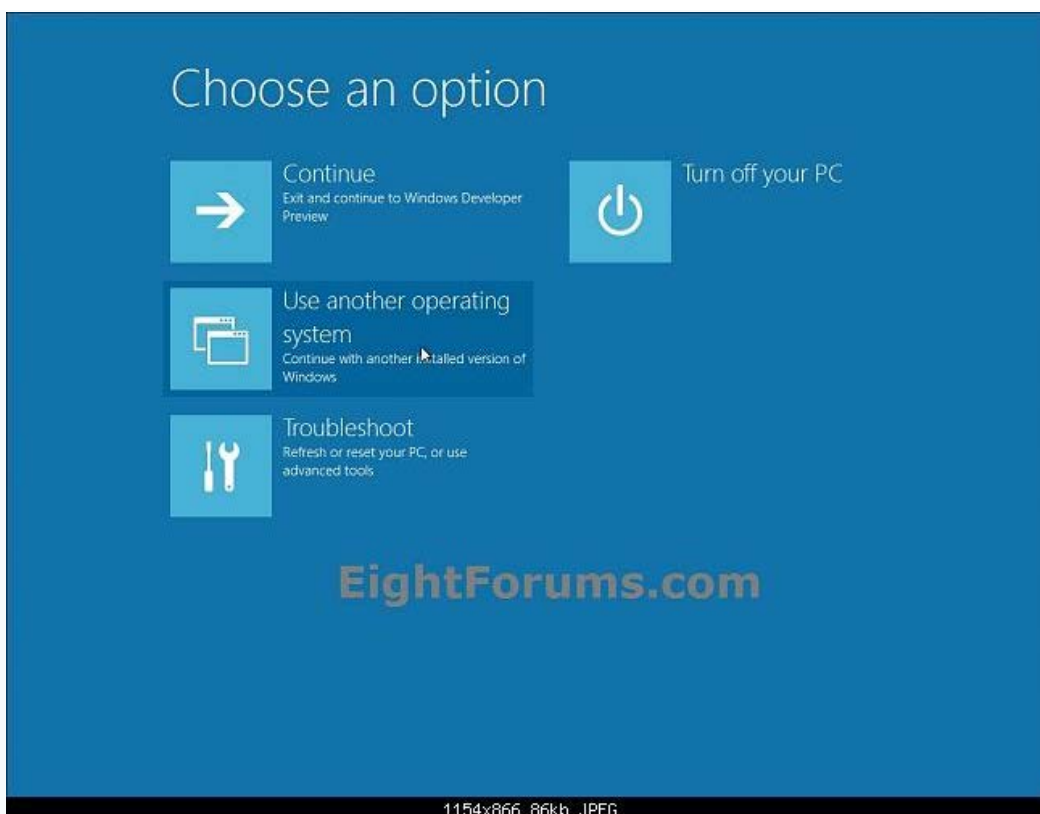 Choose an option
Continue
Exit and continue to Windows Developer
Preview
Turn off your PC
Use another operating
system
Continue with another installed version of
Windows
Troubleshoot
Refresh or reset your PC, or use
advanced tools
EightForums.com
1154x866 86kb JPEG